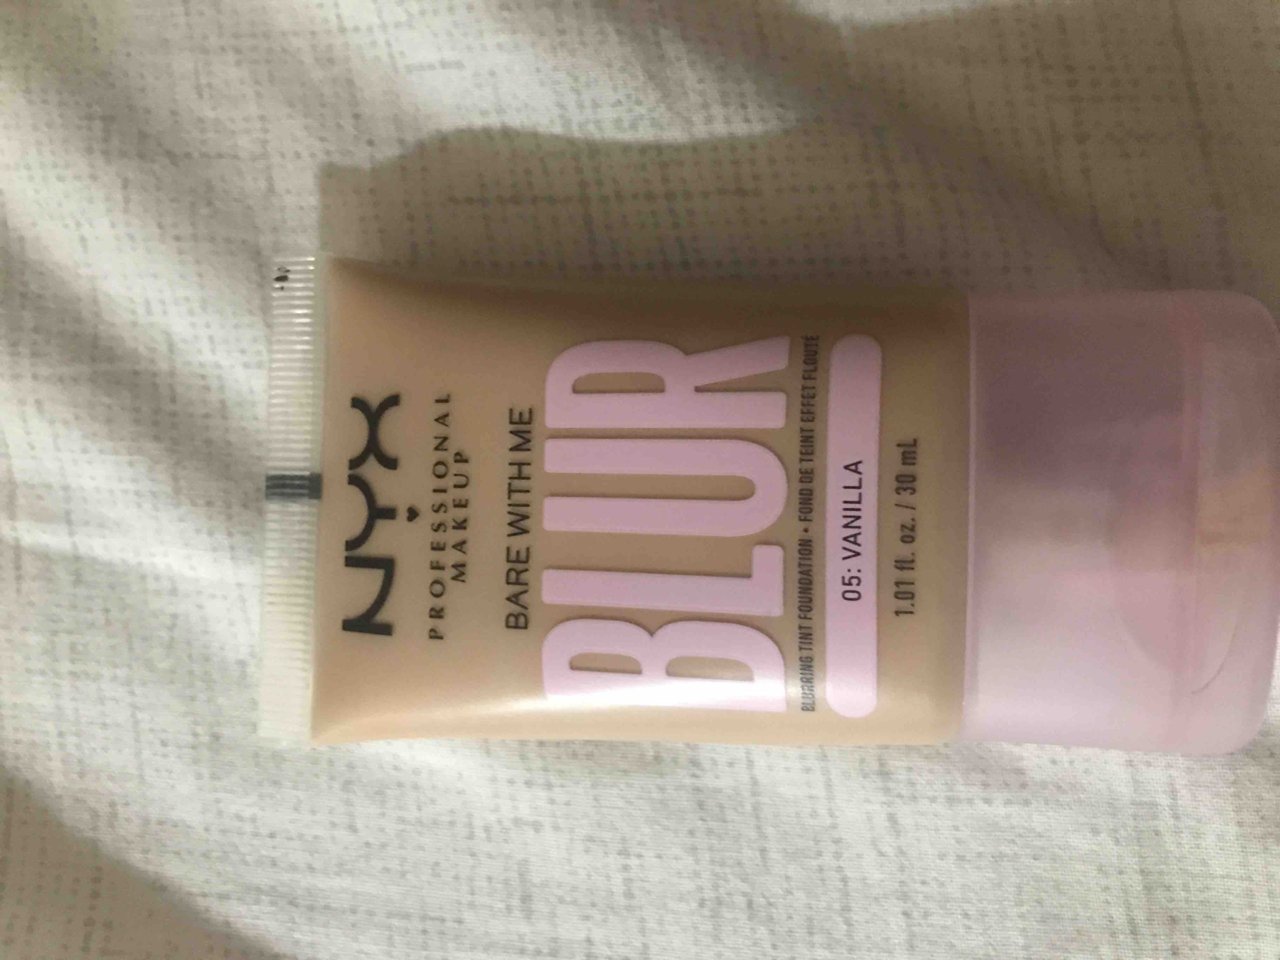 NYX
PROFESSIONAL
MAKEUP
BARE WITH ME
BLUR
BLURRING TINT FOUNDATION • FOND DE TEINT EFFET FLOUTÉ
05: VANILLA
1.01 fl. oz. / 30 mL